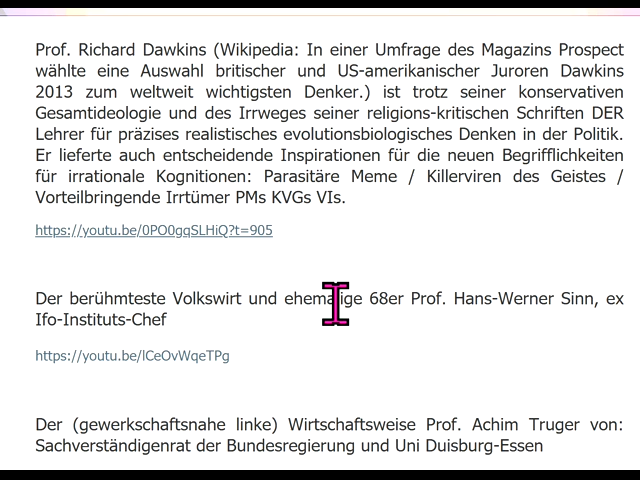 Prof. Richard Dawkins (Wikipedia: In einer Umfrage des Magazins Prospect
wählte eine Auswahl britischer und US-amerikanischer Juroren Dawkins
2013 zum weltweit wichtigsten Denker.) ist trotz seiner konservativen
Gesamtideologie und des Irrweges seiner religions-kritischen Schriften DER
Lehrer für präzises realistisches evolutionsbiologisches Denken in der Politik.
Er lieferte auch entscheidende Inspirationen für die neuen Begrifflichkeiten
für irrationale Kognitionen: Parasitäre Meme / Killerviren des Geistes /
Vorteilbringende Irrtümer PMs KVGs VIs.
https://youtu.be/0PO0gqSLHiQ?t=905
Der berühmteste Volkswirt und ehemalige 68er Prof. Hans-Werner Sinn, ex
Ifo-Instituts-Chef
https://youtu.be/lCeOvWqeTPg
Der (gewerkschaftsnahe linke) Wirtschaftsweise Prof. Achim Truger von:
Sachverständigenrat der Bundesregierung und Uni Duisburg-Essen